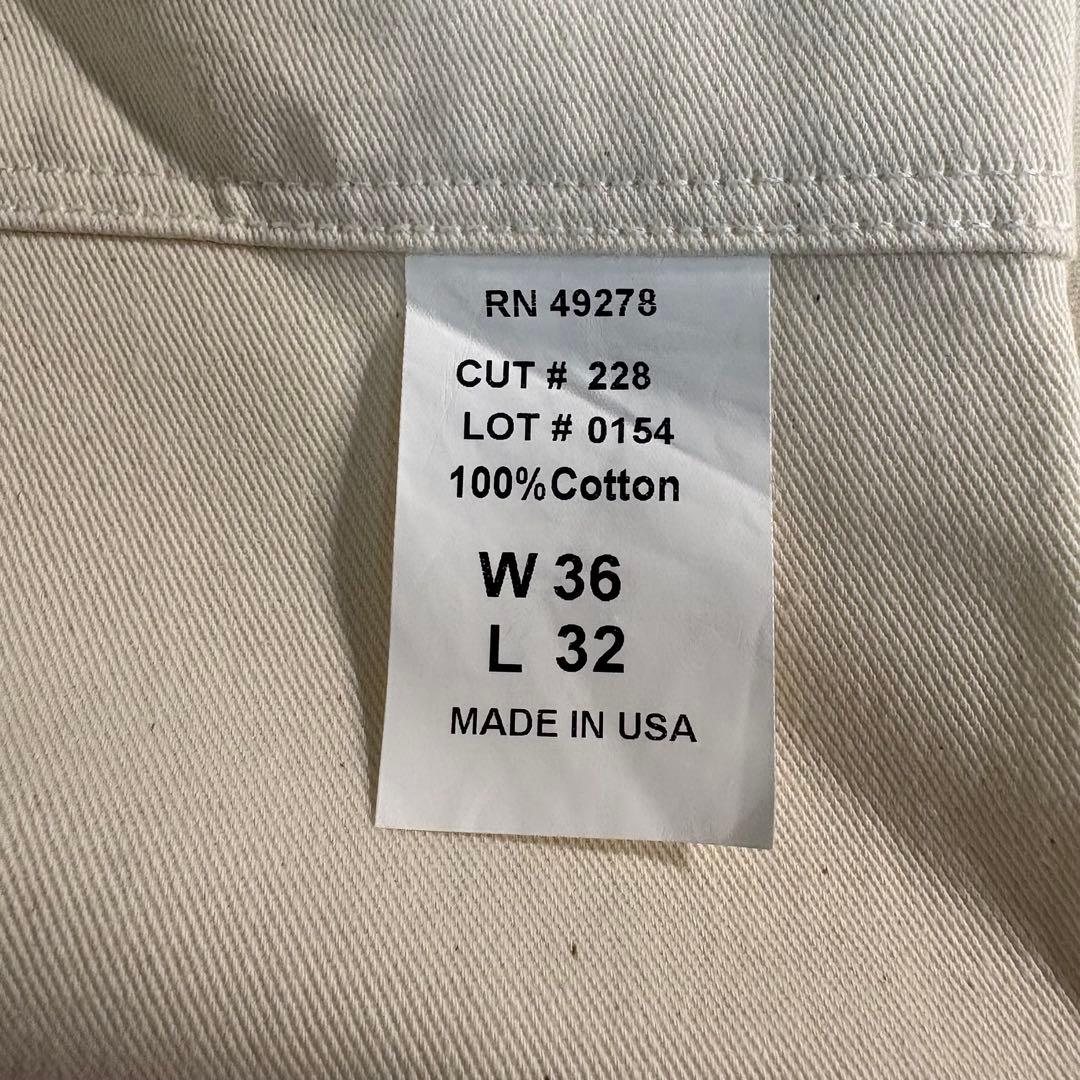 RN 49278
CUT # 228
LOT # 0154
100%Cotton
W 36
L 32
MADE IN USA